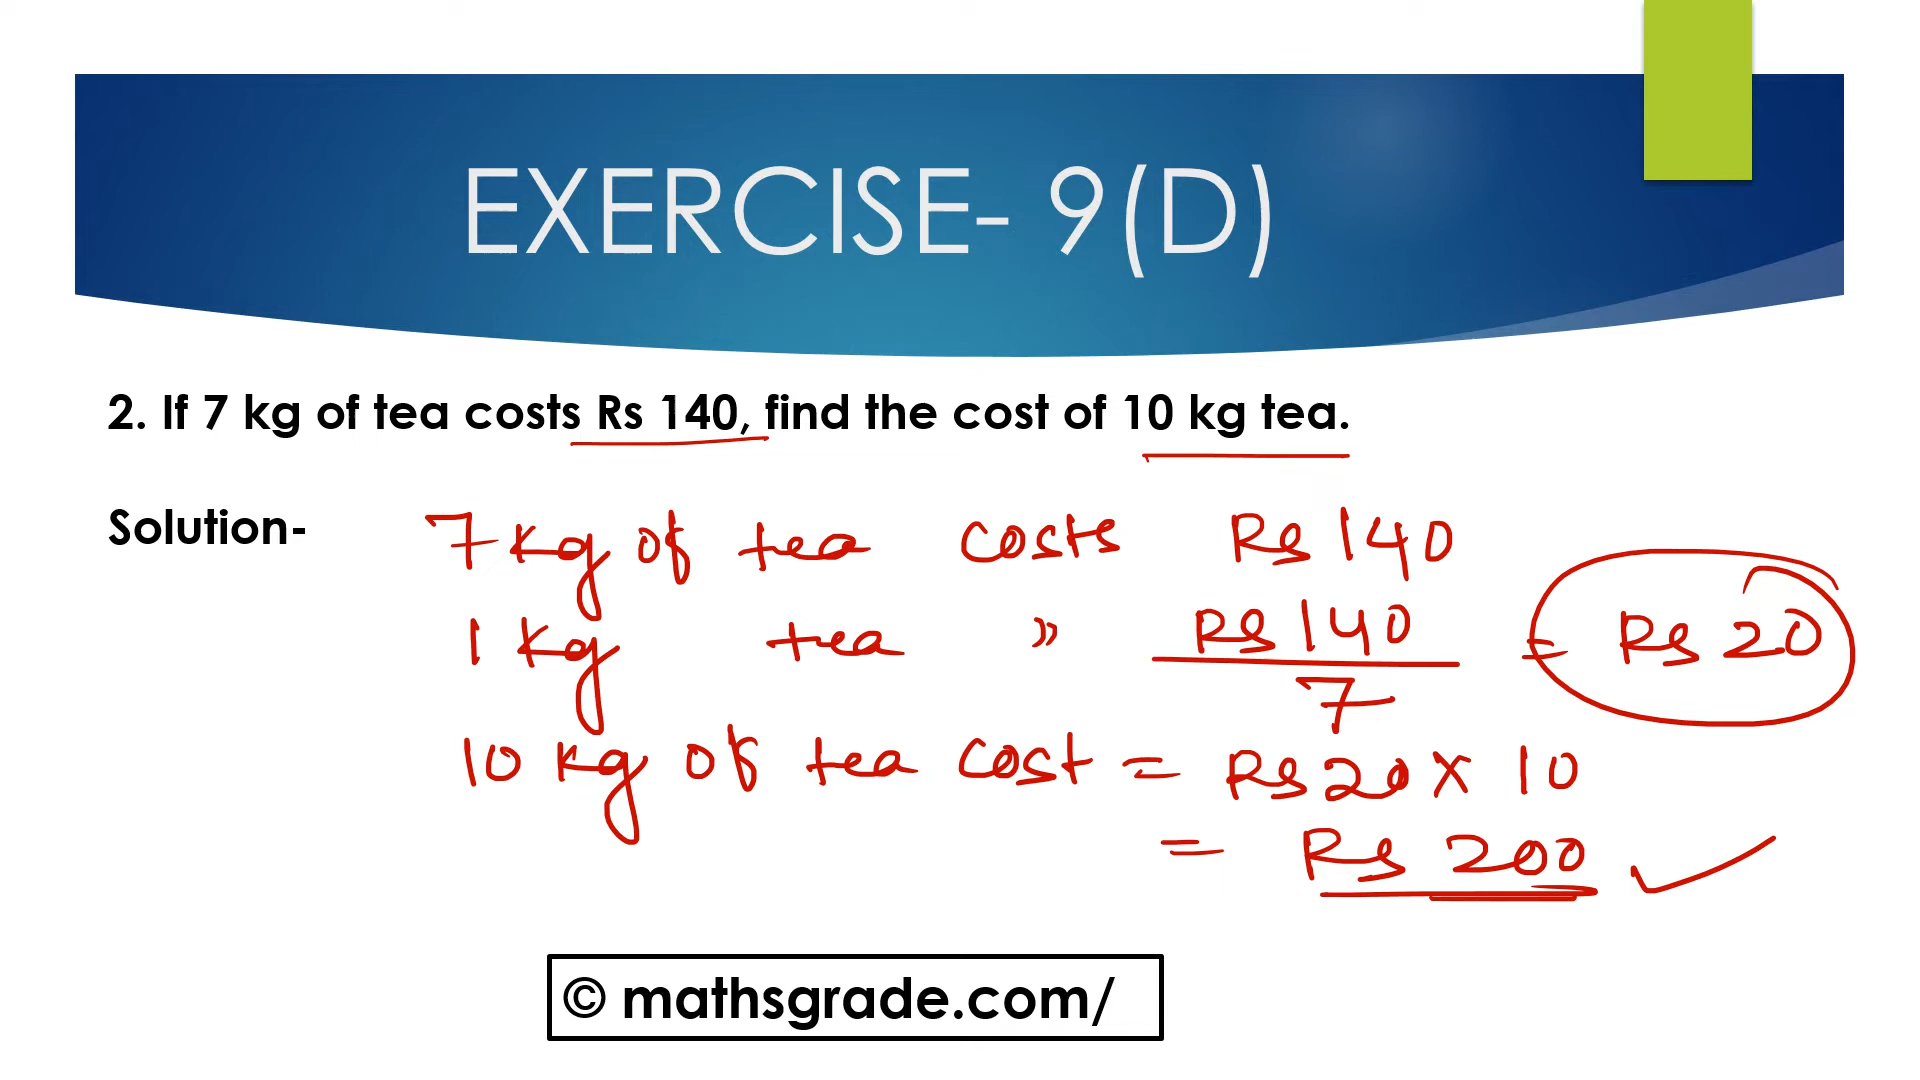 EXERCISE- 9(D)
2. If 7 kg of tea costs Rs 140, find the cost of 10 kg tea.
Solution- 7 kg of tea costs Rs 140
1 kg tea " Rs 140 / 7 = Rs 20
10 kg of tea cost = Rs 20 x 10
= Rs 200
© mathsgrade.com/